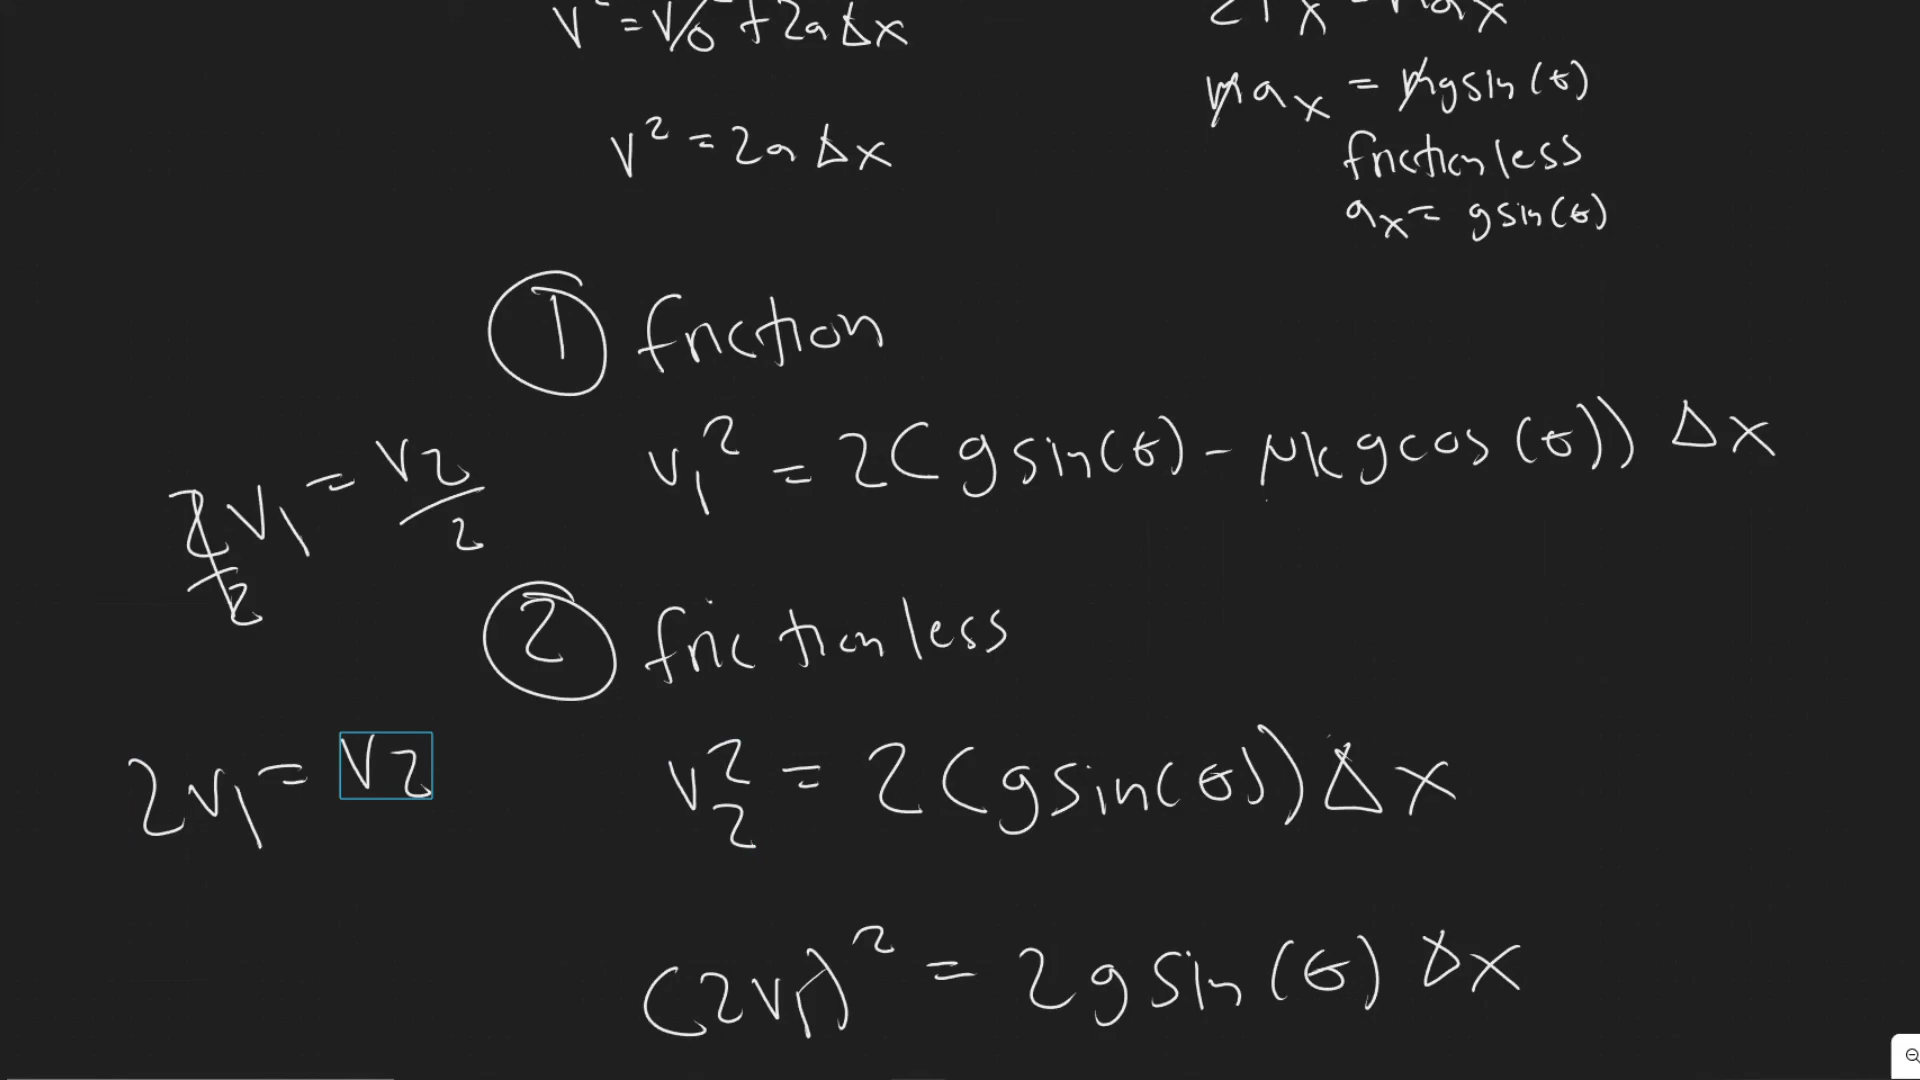 v² = v₀² + 2aΔx
ΣFₓ = maₓ
v² = 2aΔx
maₓ = mgsin(θ)
frictionless
aₓ = gsin(θ)
① friction
v₁² = 2(gsin(θ) - μkgcos(θ))Δx
2v₁/2 = v2/2
② frictionless
2v₁ = v2
v₂² = 2(gsin(θ))Δx
(2v₁)² = 2gsin(θ)Δx